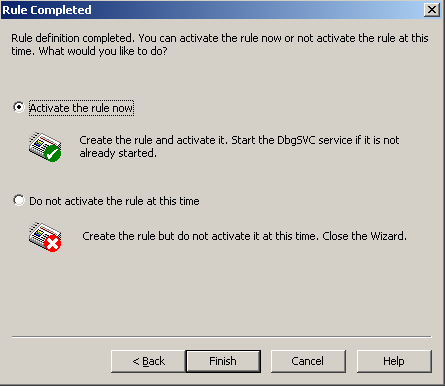 Rule Completed
Rule definition completed. You can activate the rule now or not activate the rule at this
time. What would you like to do?
Activate the rule now
Create the rule and activate it. Start the DbgSVC service if it is not
already started.
Do not activate the rule at this time
Create the rule but do not activate it at this time. Close the Wizard.
< Back
Finish
Cancel
Help